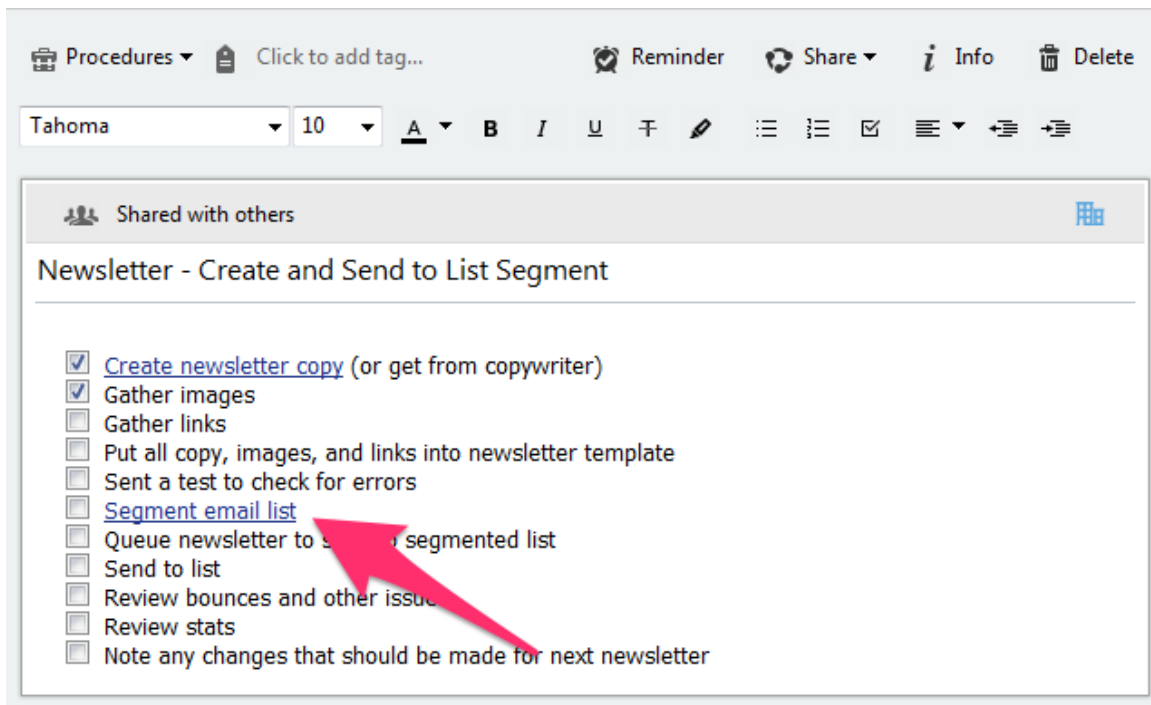 Procedures Click to add tag... Reminder Share Info Delete
Tahoma 10 A B I U T
Shared with others
Newsletter - Create and Send to List Segment
Create newsletter copy (or get from copywriter)
Gather images
Gather links
Put all copy, images, and links into newsletter template
Sent a test to check for errors
Segment email list
Queue newsletter to segmented list
Send to list
Review bounces and other
Review stats
Note any changes that should be made for next newsletter